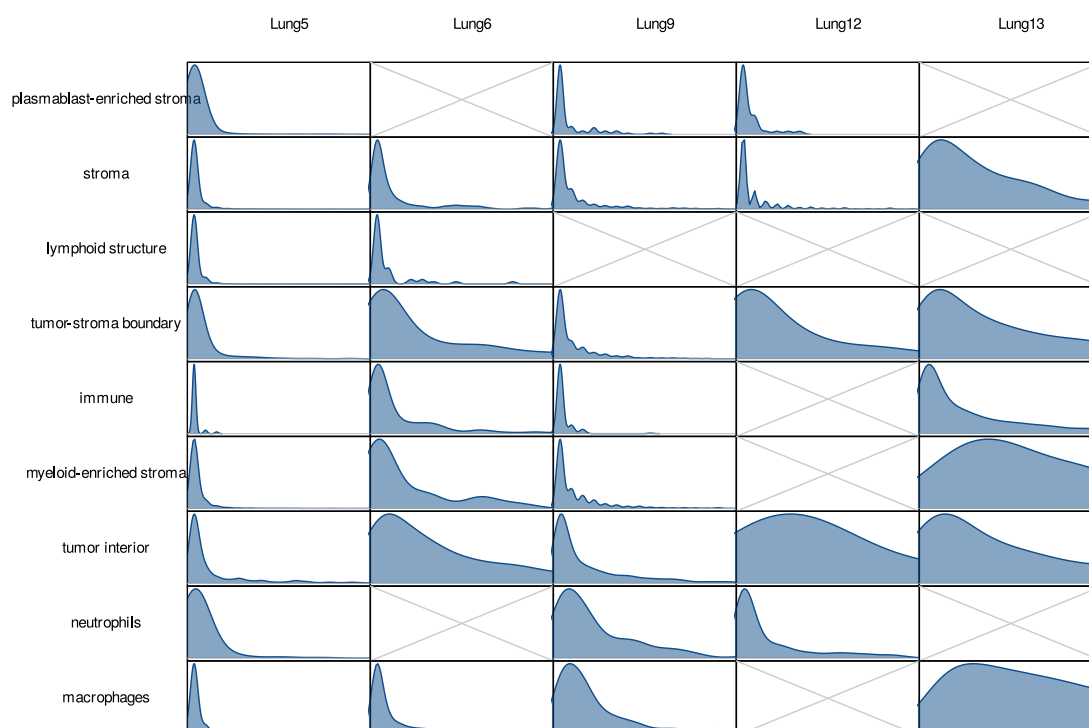 Lung5 Lung6 Lung9 Lung12 Lung13
plasmablast-enriched stroma
stroma
lymphoid structure
tumor-stroma boundary
immune
myeloid-enriched stroma
tumor interior
neutrophils
macrophages